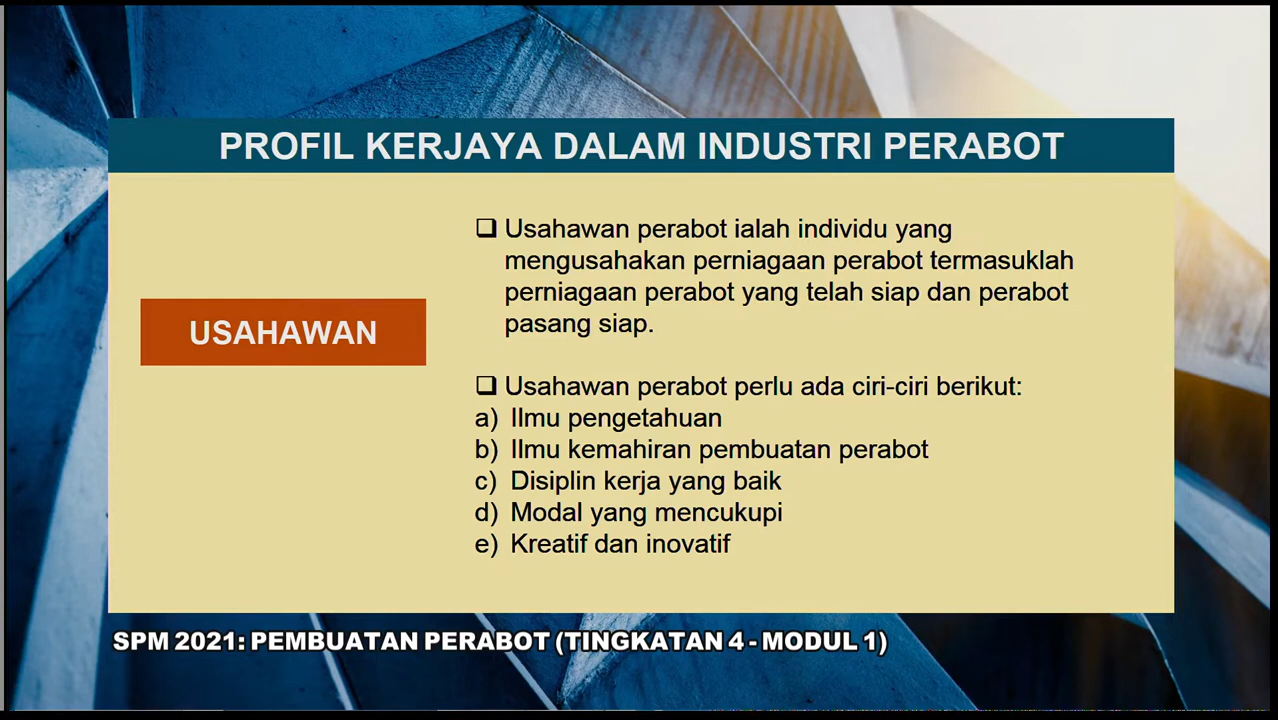 PROFIL KERJAYA DALAM INDUSTRI PERABOT
USAHAWAN
❑ Usahawan perabot ialah individu yang
mengusahakan perniagaan perabot termasuklah
perniagaan perabot yang telah siap dan perabot
pasang siap.
❑ Usahawan perabot perlu ada ciri-ciri berikut:
a) Ilmu pengetahuan
b) Ilmu kemahiran pembuatan perabot
c) Disiplin kerja yang baik
d) Modal yang mencukupi
e) Kreatif dan inovatif
SPM 2021: PEMBUATAN PERABOT (TINGKATAN 4 - MODUL 1)